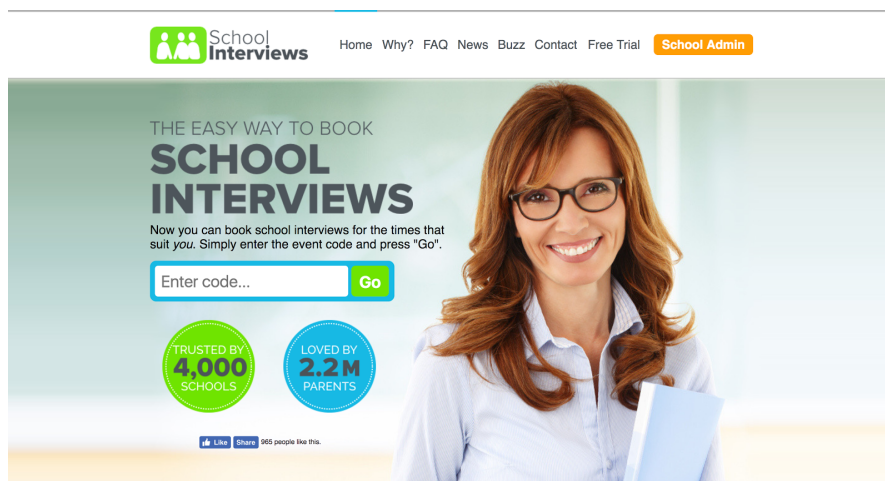 School
Interviews
Home Why? FAQ News Buzz Contact Free Trial School Admin
THE EASY WAY TO BOOK
SCHOOL
INTERVIEWS
Now you can book school interviews for the times that
suit you. Simply enter the event code and press "Go".
Enter code... Go
TRUSTED BY
4,000
SCHOOLS
LOVED BY
2.2M
PARENTS
Like Share 965 people like this.